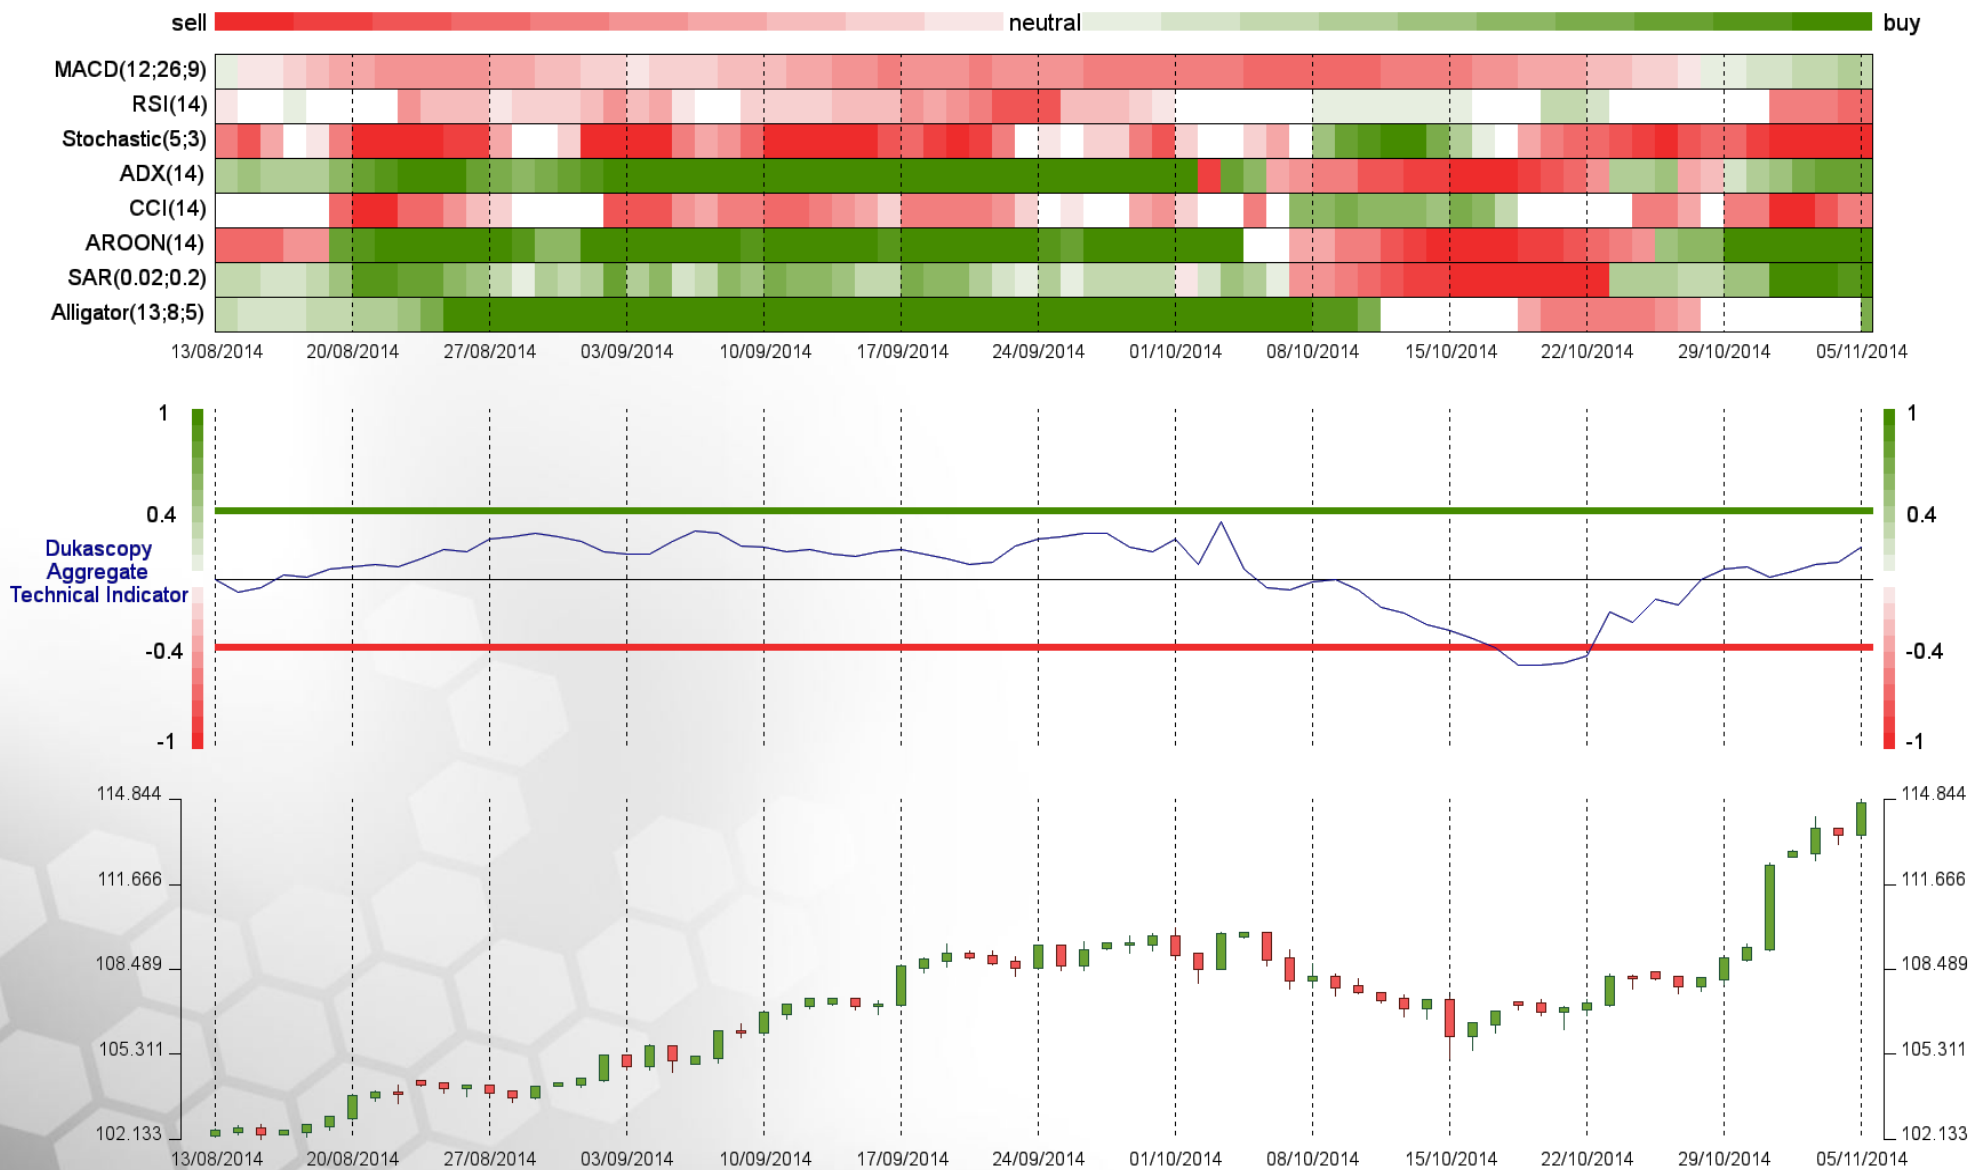 sell neutral buy
MACD(12;26;9)
RSI(14)
Stochastic(5;3)
ADX(14)
CCI(14)
AROON(14)
SAR(0.02;0.2)
Alligator(13;8;5)
13/08/2014 20/08/2014 27/08/2014 03/09/2014 10/09/2014 17/09/2014 24/09/2014 01/10/2014 08/10/2014 15/10/2014 22/10/2014 29/10/2014 05/11/2014
1 1
0.4 0.4
Dukascopy
Aggregate
Technical Indicator
-0.4 -0.4
-1 -1
114.844 114.844
111.666 111.666
108.489 108.489
105.311 105.311
102.133 102.133
13/08/2014 20/08/2014 27/08/2014 03/09/2014 10/09/2014 17/09/2014 24/09/2014 01/10/2014 08/10/2014 15/10/2014 22/10/2014 29/10/2014 05/11/2014